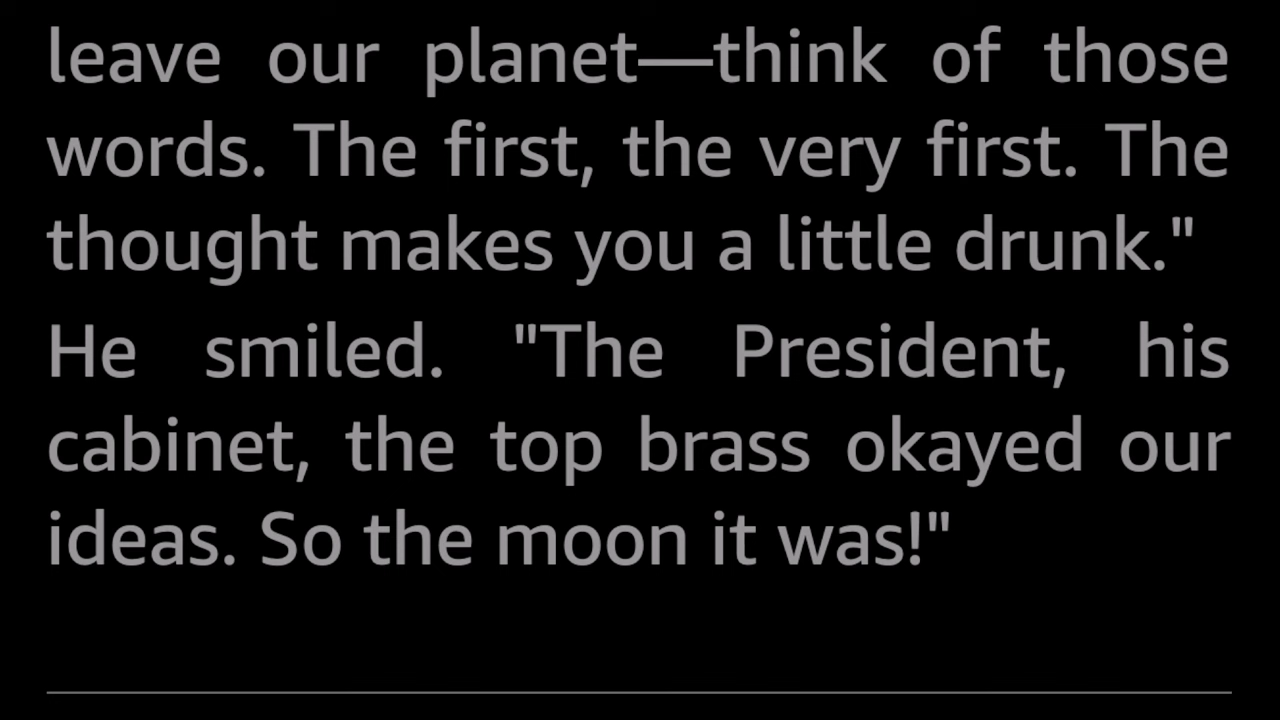 leave our planet—think of those
words. The first, the very first. The
thought makes you a little drunk."
He smiled. "The President, his
cabinet, the top brass okayed our
ideas. So the moon it was!"